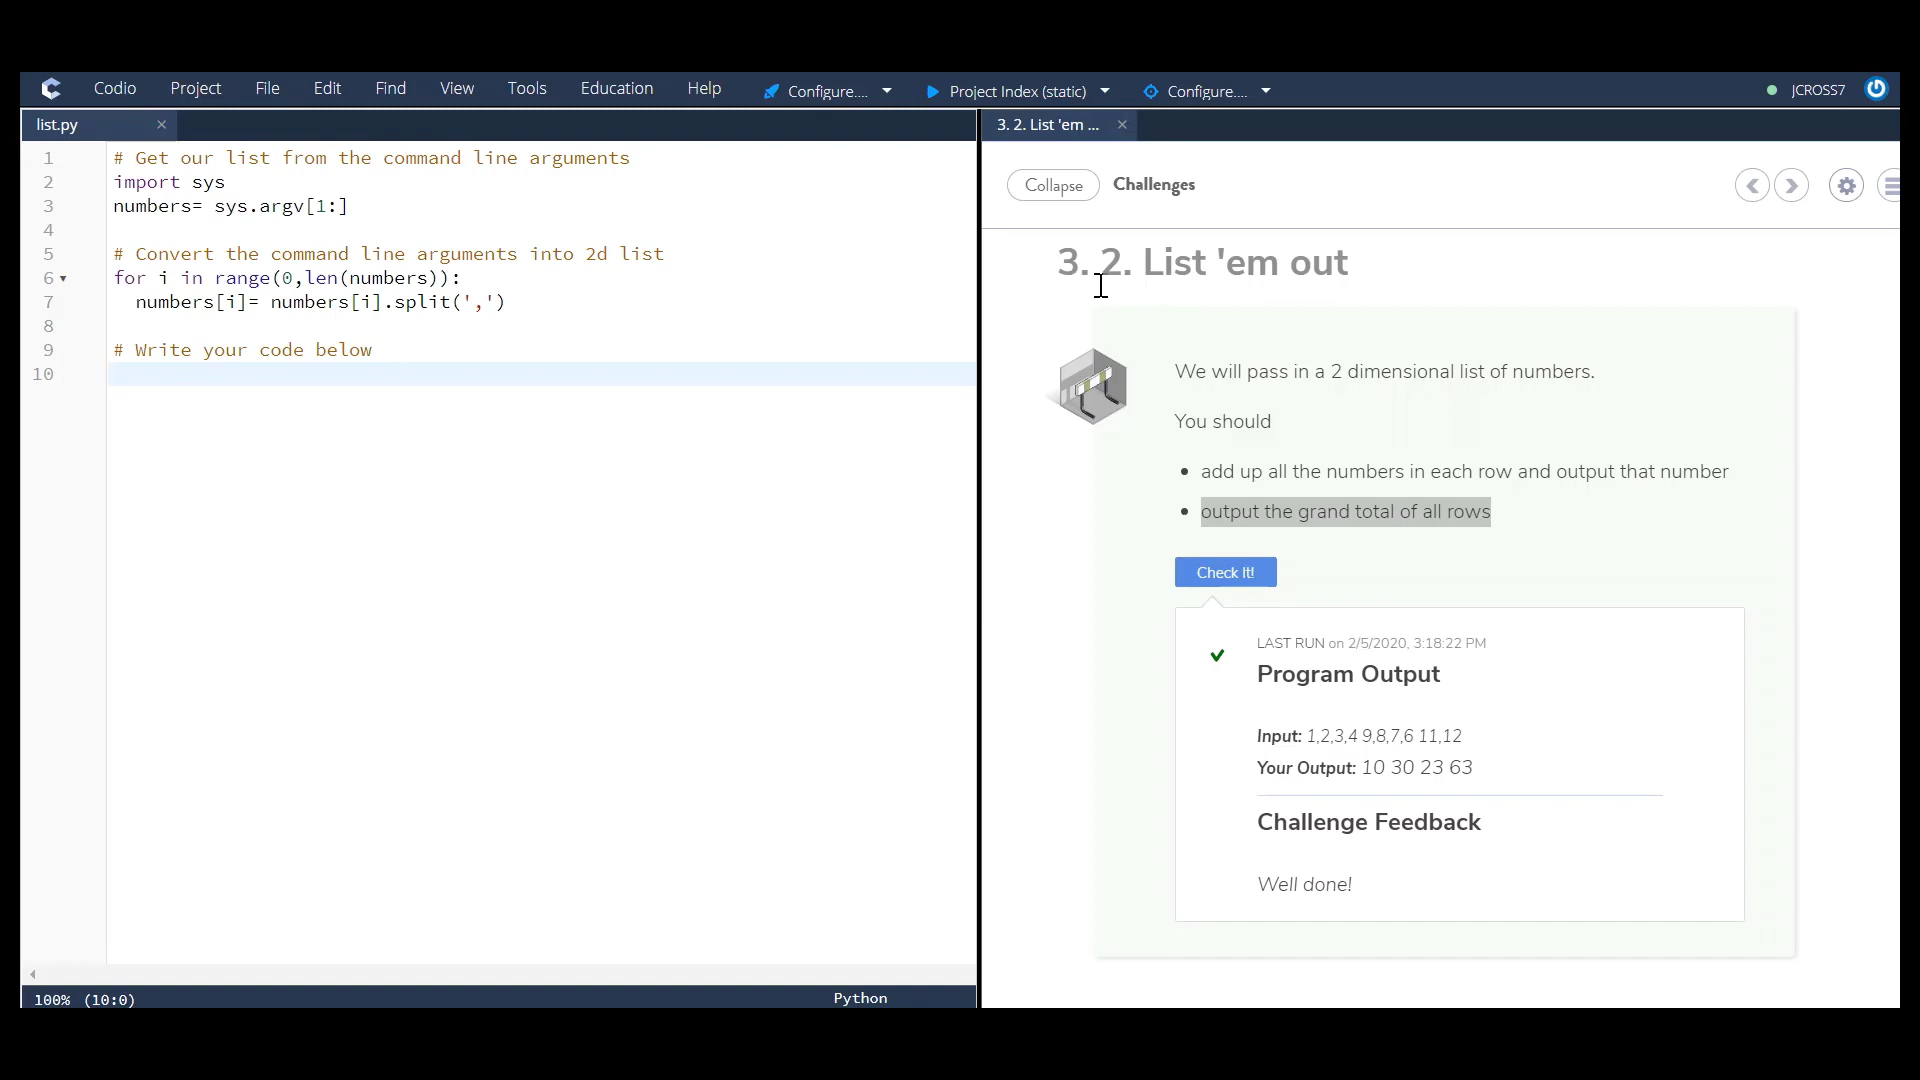 Codio Project File Edit Find View Tools Education Help Configure.... Project Index (static) Configure.... JCROSS7
list.py
3. 2. List 'em ...
1 # Get our list from the command line arguments
2 import sys
3 numbers= sys.argv[1:]
4
5 # Convert the command line arguments into 2d list
6 for i in range(0,len(numbers)):
7 numbers[i]= numbers[i].split(',')
8
9 # Write your code below
10
100% (10:0) Python
Collapse Challenges
3. 2. List 'em out
We will pass in a 2 dimensional list of numbers.
You should
• add up all the numbers in each row and output that number
• output the grand total of all rows
Check It!
LAST RUN on 2/5/2020, 3:18:22 PM
Program Output
Input: 1,2,3,4 9,8,7,6 11,12
Your Output: 10 30 23 63
Challenge Feedback
Well done!